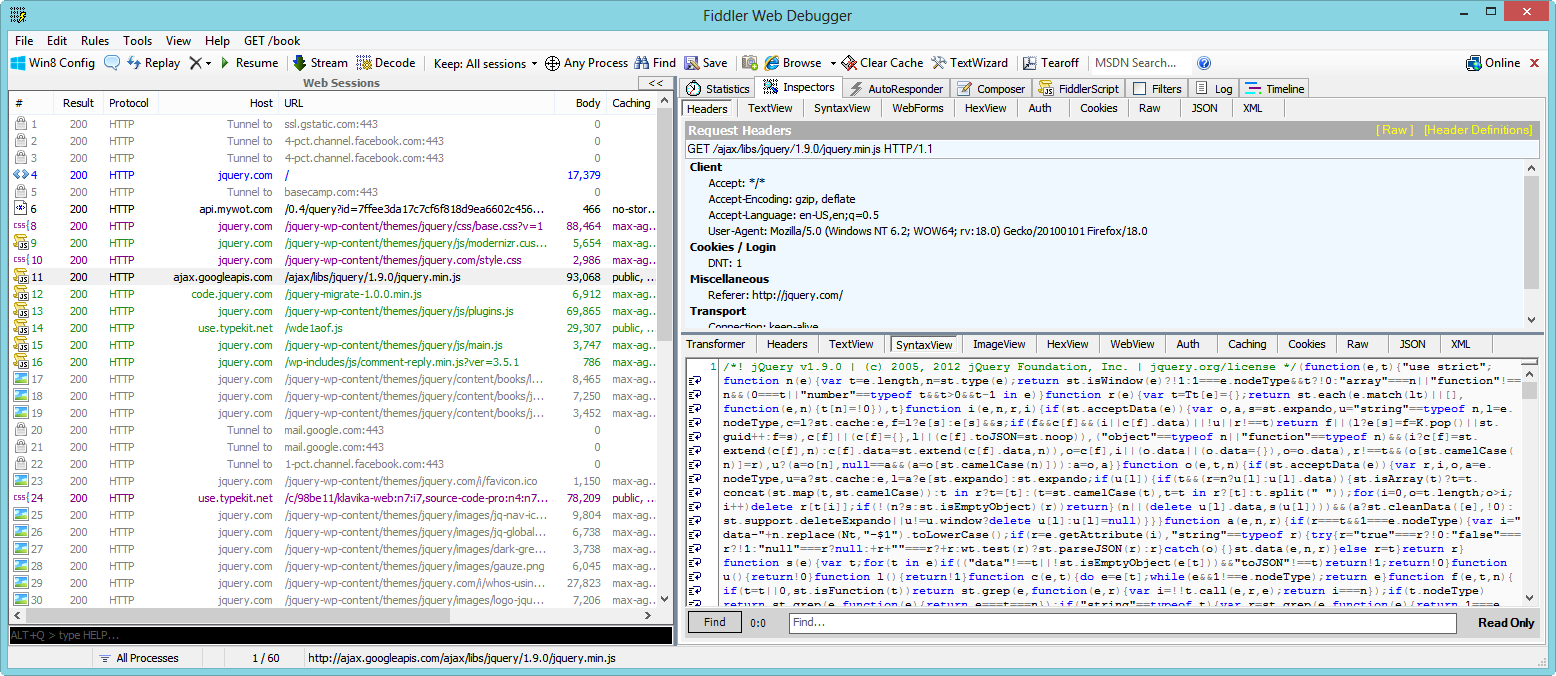 Fiddler Web Debugger
File Edit Rules Tools View Help GET /book
Win8 Config Replay Resume Stream Decode Keep: All sessions Any Process Find Save Browse Clear Cache TextWizard Tearoff MSDN Search... Online
Web Sessions <<
# Result Protocol Host URL Body Caching
1 200 HTTP Tunnel to ssl.gstatic.com:443 0
2 200 HTTP Tunnel to 4-pct.channel.facebook.com:443 0
3 200 HTTP Tunnel to 4-pct.channel.facebook.com:443 0
4 200 HTTP jquery.com / 17,379
5 200 HTTP Tunnel to basecamp.com:443 0
6 200 HTTP api.mywot.com /0.4/query?id=7ffee3da17c7cf6f818d9ea6602c456... 466 no-stor...
8 200 HTTP jquery.com /jquery-wp-content/themes/jquery/css/base.css?v=1 88,464 max-ag...
9 200 HTTP jquery.com /jquery-wp-content/themes/jquery/js/modernizr.cus... 5,654 max-ag...
10 200 HTTP jquery.com /jquery-wp-content/themes/jquery.com/style.css 2,986 max-ag...
11 200 HTTP ajax.googleapis.com /ajax/libs/jquery/1.9.0/jquery.min.js 93,068 public, ...
12 200 HTTP code.jquery.com /jquery-migrate-1.0.0.min.js 6,912 max-ag...
13 200 HTTP jquery.com /jquery-wp-content/themes/jquery/js/plugins.js 69,865 max-ag...
14 200 HTTP use.typekit.net /wde1aof.js 29,307 public, ...
15 200 HTTP jquery.com /jquery-wp-content/themes/jquery/js/main.js 3,747 max-ag...
16 200 HTTP jquery.com /wp-includes/js/comment-reply.min.js?ver=3.5.1 786 max-ag...
17 200 HTTP jquery.com /jquery-wp-content/themes/jquery/content/books/l... 8,465 max-ag...
18 200 HTTP jquery.com /jquery-wp-content/themes/jquery/content/books/j... 7,250 max-ag...
19 200 HTTP jquery.com /jquery-wp-content/themes/jquery/content/books/j... 3,452 max-ag...
20 200 HTTP Tunnel to mail.google.com:443 0
21 200 HTTP Tunnel to mail.google.com:443 0
22 200 HTTP Tunnel to 1-pct.channel.facebook.com:443 0
23 200 HTTP jquery.com /jquery-wp-content/themes/jquery.com/i/favicon.ico 1,150 max-ag...
24 200 HTTP use.typekit.net /c/98be11/klavika-web:n7:i7,source-code-pro:n4:n7... 78,209 public, ...
25 200 HTTP jquery.com /jquery-wp-content/themes/jquery/images/jq-nav-ic... 9,804 max-ag...
26 200 HTTP jquery.com /jquery-wp-content/themes/jquery/images/jq-global... 6,738 max-ag...
27 200 HTTP jquery.com /jquery-wp-content/themes/jquery/images/dark-gre... 3,738 max-ag...
28 200 HTTP jquery.com /jquery-wp-content/themes/jquery/images/gauze.png 6,045 max-ag...
29 200 HTTP jquery.com /jquery-wp-content/themes/jquery.com/i/whos-usin... 27,823 max-ag...
30 200 HTTP jquery.com /jquery-wp-content/themes/jquery/images/logo-jqu... 7,206 max-ag...
ALT+Q > type HELP...
All Processes 1 / 60 http://ajax.googleapis.com/ajax/libs/jquery/1.9.0/jquery.min.js
Statistics Inspectors AutoResponder Composer FiddlerScript Filters Log Timeline
Headers TextView SyntaxView WebForms HexView Auth Cookies Raw JSON XML
Request Headers [ Raw ] [Header Definitions]
GET /ajax/libs/jquery/1.9.0/jquery.min.js HTTP/1.1
Client
Accept: */*
Accept-Encoding: gzip, deflate
Accept-Language: en-US,en;q=0.5
User-Agent: Mozilla/5.0 (Windows NT 6.2; WOW64; rv:18.0) Gecko/20100101 Firefox/18.0
Cookies / Login
DNT: 1
Miscellaneous
Referer: http://jquery.com/
Transport
Connection: keep-alive
Transformer Headers TextView SyntaxView ImageView HexView WebView Auth Caching Cookies Raw JSON XML
1 /*! jQuery v1.9.0 | (c) 2005, 2012 jQuery Foundation, Inc. | jquery.org/license */(function(e,t){"use strict";
function n(e){var t=e.length,n=st.type(e);return st.isWindow(e)?!1:1===e.nodeType&&t?!0:"array"===n||"function"!==
n&&(0===t||"number"==typeof t&&t>0&&t-1 in e)}function r(e){var t=Tt[e]={};return st.each(e.match(lt)||[],
function(e,n){t[n]=!0}),t}function i(e,n,r,i){if(st.acceptData(e)){var o,a,s=st.expando,u="string"==typeof n,l=e.
nodeType,c=l?st.cache:e,f=l?e[s]:e[s]&&s;if(f&&c[f]&&(i||c[f].data)||!u||r!==t)return f||(l?e[s]=f=K.pop()||st.
guid++:f=s),c[f]||(c[f]={},l||(c[f].toJSON=st.noop)),("object"==typeof n||"function"==typeof n)&&(i?c[f]=st.
extend(c[f],n):c[f].data=st.extend(c[f].data,n)),o=c[f],i||(o.data||(o.data={}),o=o.data),r!==t&&(o[st.camelCase(
n)]=r),u?(a=o[n],null==a&&(a=o[st.camelCase(n)])):a=o,a}}function o(e,t,n){if(st.acceptData(e)){var r,i,o,a=e.
nodeType,u=a?st.cache:e,l=a?e[st.expando]:st.expando;if(u[l]){if(t&&(r=n?u[l]:u[l].data)){st.isArray(t)?t=t.
concat(st.map(t,st.camelCase)):t in r?t=[t]:(t=st.camelCase(t),t=t in r?[t]:t.split(" "));for(i=0,o=t.length;o>i;
i++)delete r[t[i]];if(!(n?s:st.isEmptyObject)(r))return}(n||(delete u[l].data,s(u[l])))&&(a?st.cleanData([e],!0):
st.support.deleteExpando||u!=u.window?delete u[l]:u[l]=null)}}}function a(e,n,r){if(r===t&&1===e.nodeType){var i="
data-"+n.replace(Nt,"-$1").toLowerCase();if(r=e.getAttribute(i),"string"==typeof r){try{r="true"===r?!0:"false"===
r?!1:"null"===r?null:+r+""===r?+r:wt.test(r)?st.parseJSON(r):r}catch(o){}st.data(e,n,r)}else r=t}return r}
function s(e){var t;for(t in e)if(("data"!==t||!st.isEmptyObject(e[t]))&&"toJSON"!==t)return!1;return!0}function
u(){return!0}function l(){return!1}function c(e,t){do e=e[t];while(e&&1!==e.nodeType);return e}function f(e,t,n){
if(t=t||0,st.isFunction(t))return st.grep(e,function(e,r){var i=!!t.call(e,r,e);return i===n});if(t.nodeType)
return st.grep(e,function(e){return e===t===n});if("string"==typeof t){var r=st.grep(e,function(e){return 1===e
Find 0:0 Find... Read Only